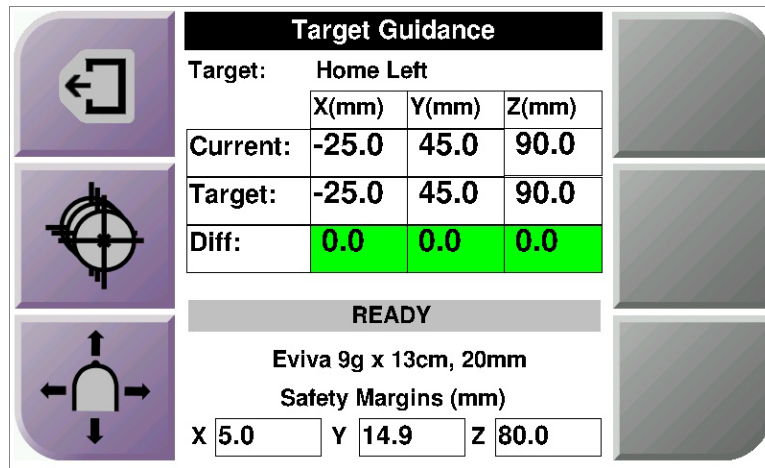 Target Guidance
Target: Home Left
X(mm) Y(mm) Z(mm)
Current: -25.0 45.0 90.0
Target: -25.0 45.0 90.0
Diff: 0.0 0.0 0.0
READY
Eviva 9g x 13cm, 20mm
Safety Margins (mm)
X 5.0 Y 14.9 Z 80.0